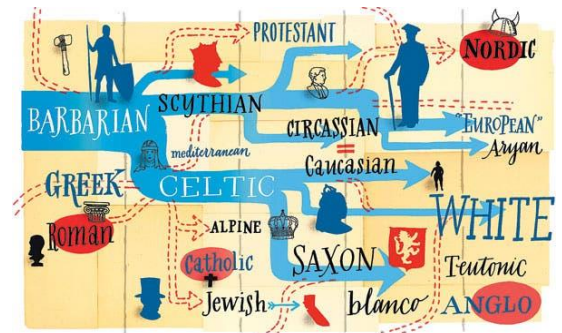 PROTESTANT
NORDIC
SCYTHIAN
BARBARIAN
CIRCASSIAN
"EUROPEAN"
=
Aryan
mediterranean
Caucasian
GREEK
CELTIC
WHITE
Roman
ALPINE
Catholic
SAXON
Teutonic
Jewish
blanco
ANGLO